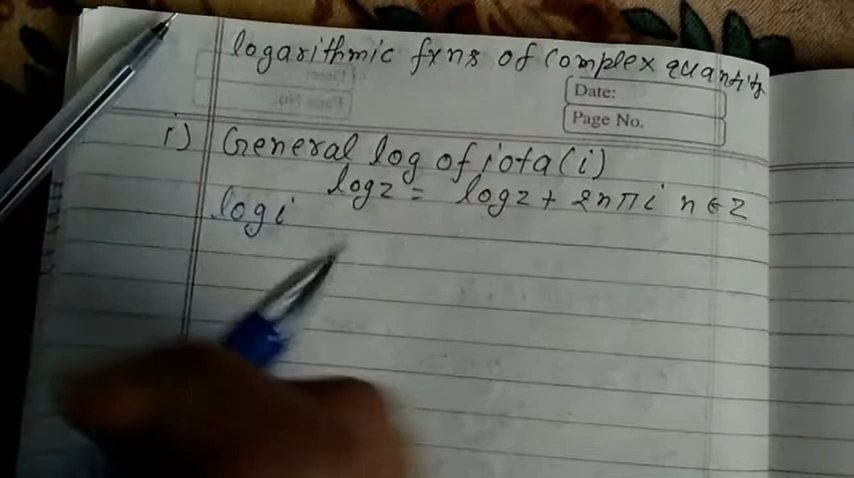 logarithmic fxns of complex quantity
Date:
Page No.
i) General log of iota(i)
log z = log z + 2nπi n ∈ Z
log i